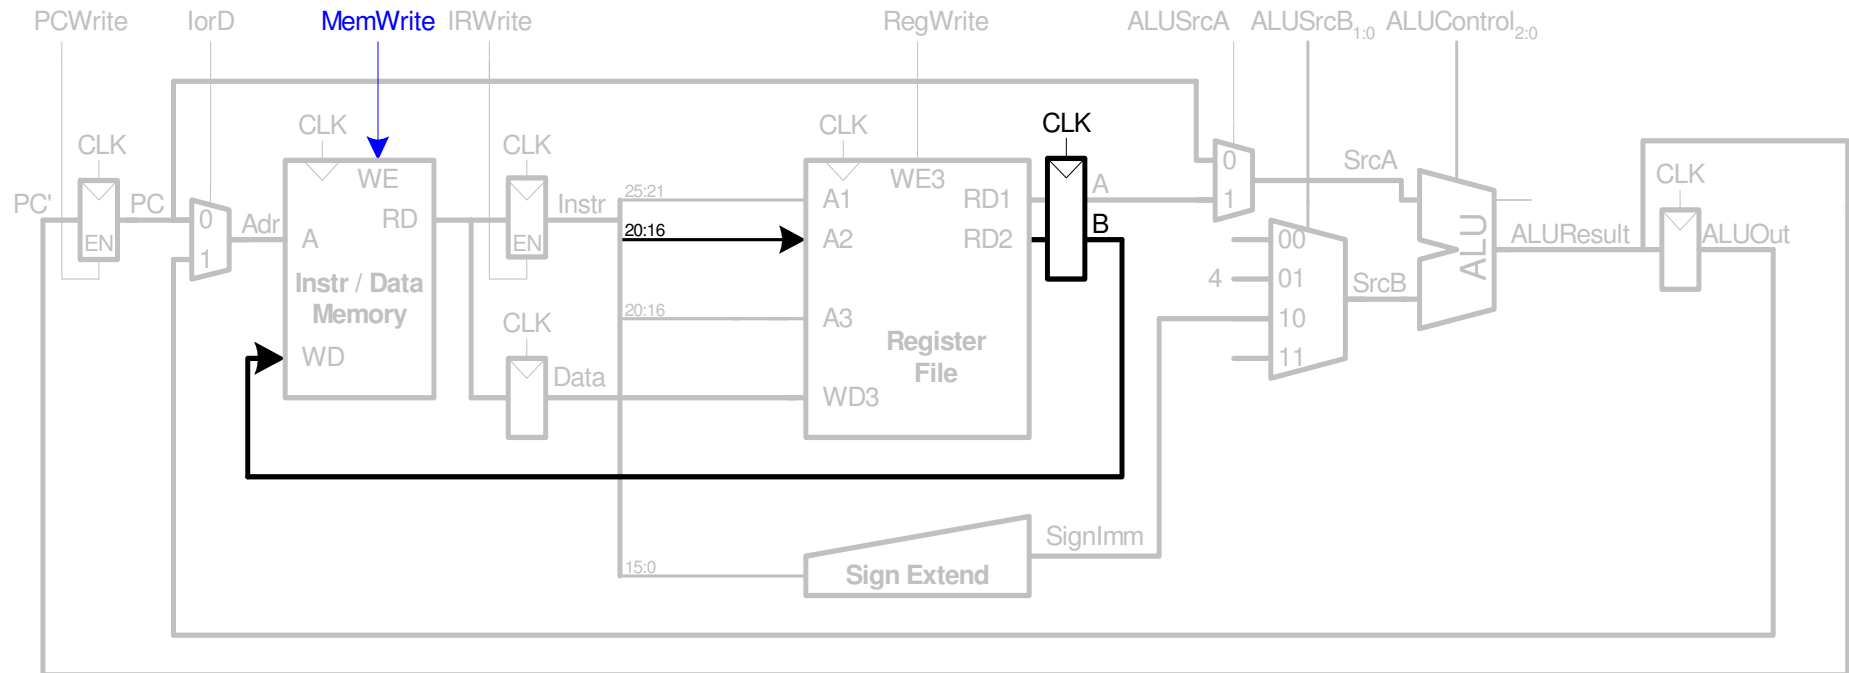 PCWrite IorD MemWrite IRWrite RegWrite ALUSrcA ALUSrcB1:0 ALUControl2:0
CLK CLK CLK CLK CLK CLK CLK
PC' PC EN
0 1 Adr
WE
A RD
Instr / Data
Memory
WD
EN Instr
Data
25:21
20:16
20:16
15:0
A1 WE3 RD1
A2 RD2
A3
Register
File
WD3
A
B
0
1
SrcA
00
4 01
10
11
SrcB
ALU
ALUResult
ALUOut
SignImm
Sign Extend